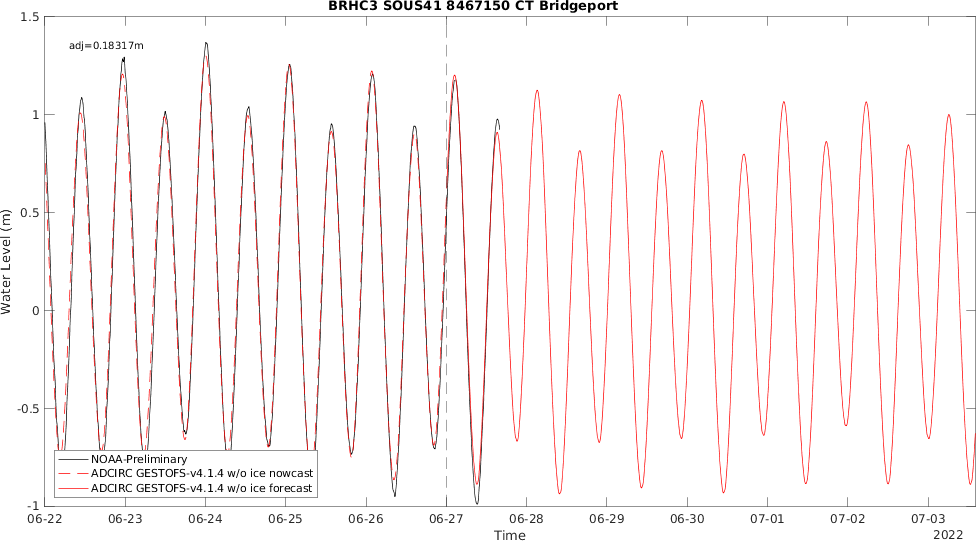 BRHC3 SOUS41 8467150 CT Bridgeport
1.5
adj=0.18317m
1
0.5
Water Level (m)
0
-0.5
NOAA-Preliminary
ADCIRC GESTOFS-v4.1.4 w/o ice nowcast
ADCIRC GESTOFS-v4.1.4 w/o ice forecast
-1
06-22 06-23 06-24 06-25 06-26 06-27 06-28 06-29 06-30 07-01 07-02 07-03
Time
2022